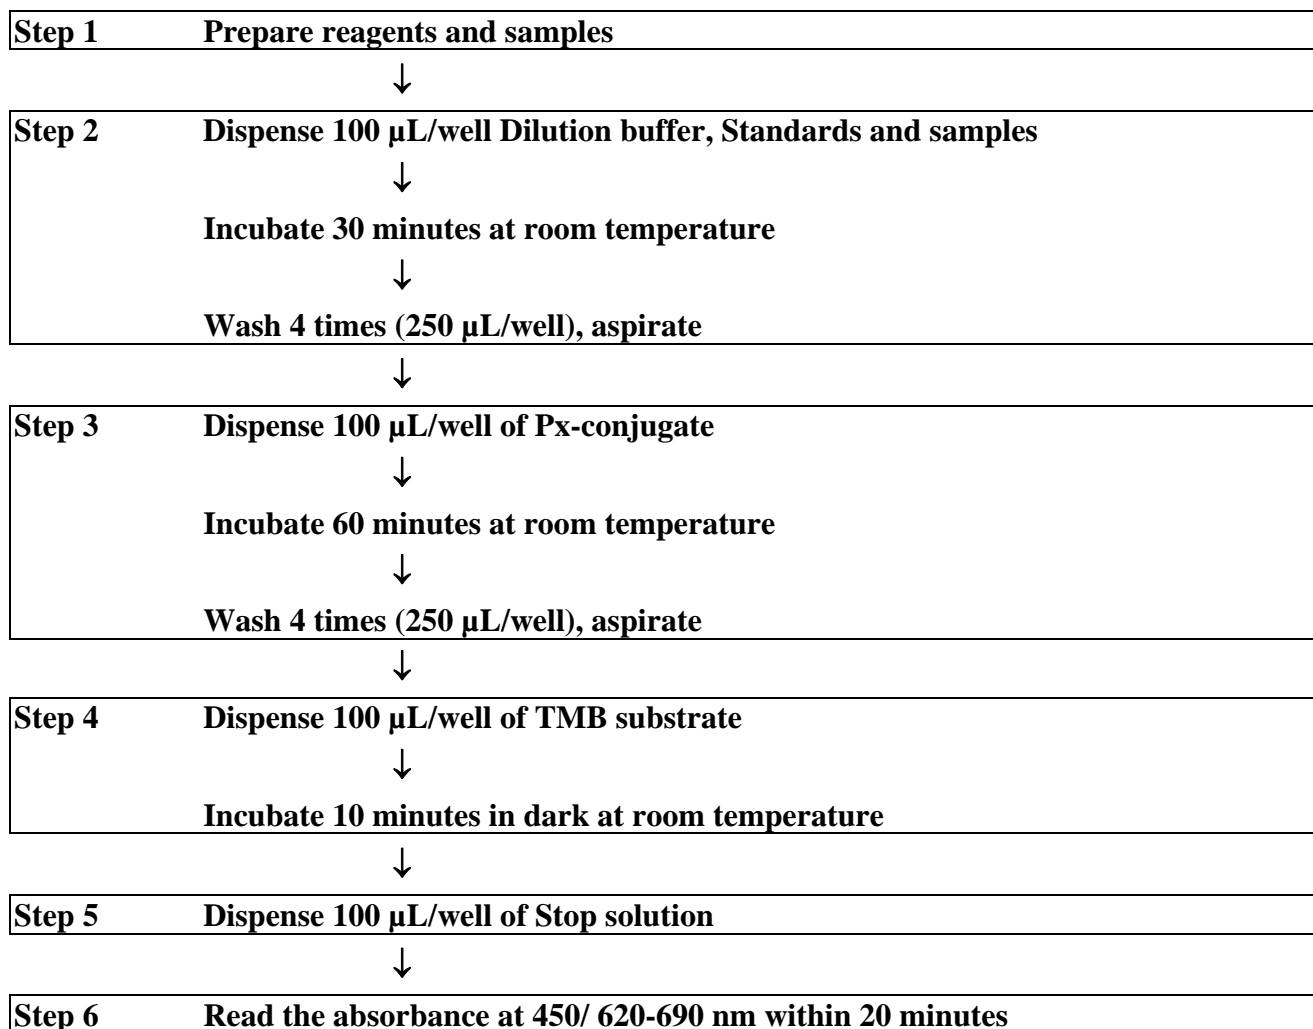 Step 1 Prepare reagents and samples
↓
Step 2 Dispense 100 µL/well Dilution buffer, Standards and samples
↓
Incubate 30 minutes at room temperature
↓
Wash 4 times (250 µL/well), aspirate
↓
Step 3 Dispense 100 µL/well of Px-conjugate
↓
Incubate 60 minutes at room temperature
↓
Wash 4 times (250 µL/well), aspirate
↓
Step 4 Dispense 100 µL/well of TMB substrate
↓
Incubate 10 minutes in dark at room temperature
↓
Step 5 Dispense 100 µL/well of Stop solution
↓
Step 6 Read the absorbance at 450/ 620-690 nm within 20 minutes